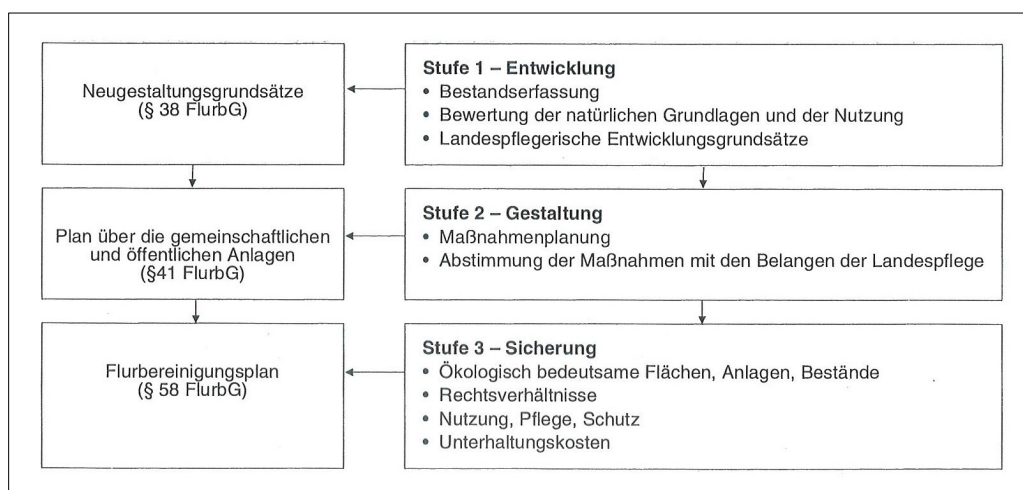 Neugestaltungsgrundsätze
(§ 38 FlurbG)
Stufe 1 – Entwicklung
• Bestandserfassung
• Bewertung der natürlichen Grundlagen und der Nutzung
• Landespflegerische Entwicklungsgrundsätze
Plan über die gemeinschaftlichen
und öffentlichen Anlagen
(§41 FlurbG)
Stufe 2 – Gestaltung
• Maßnahmenplanung
• Abstimmung der Maßnahmen mit den Belangen der Landespflege
Flurbereinigungsplan
(§ 58 FlurbG)
Stufe 3 – Sicherung
• Ökologisch bedeutsame Flächen, Anlagen, Bestände
• Rechtsverhältnisse
• Nutzung, Pflege, Schutz
• Unterhaltungskosten